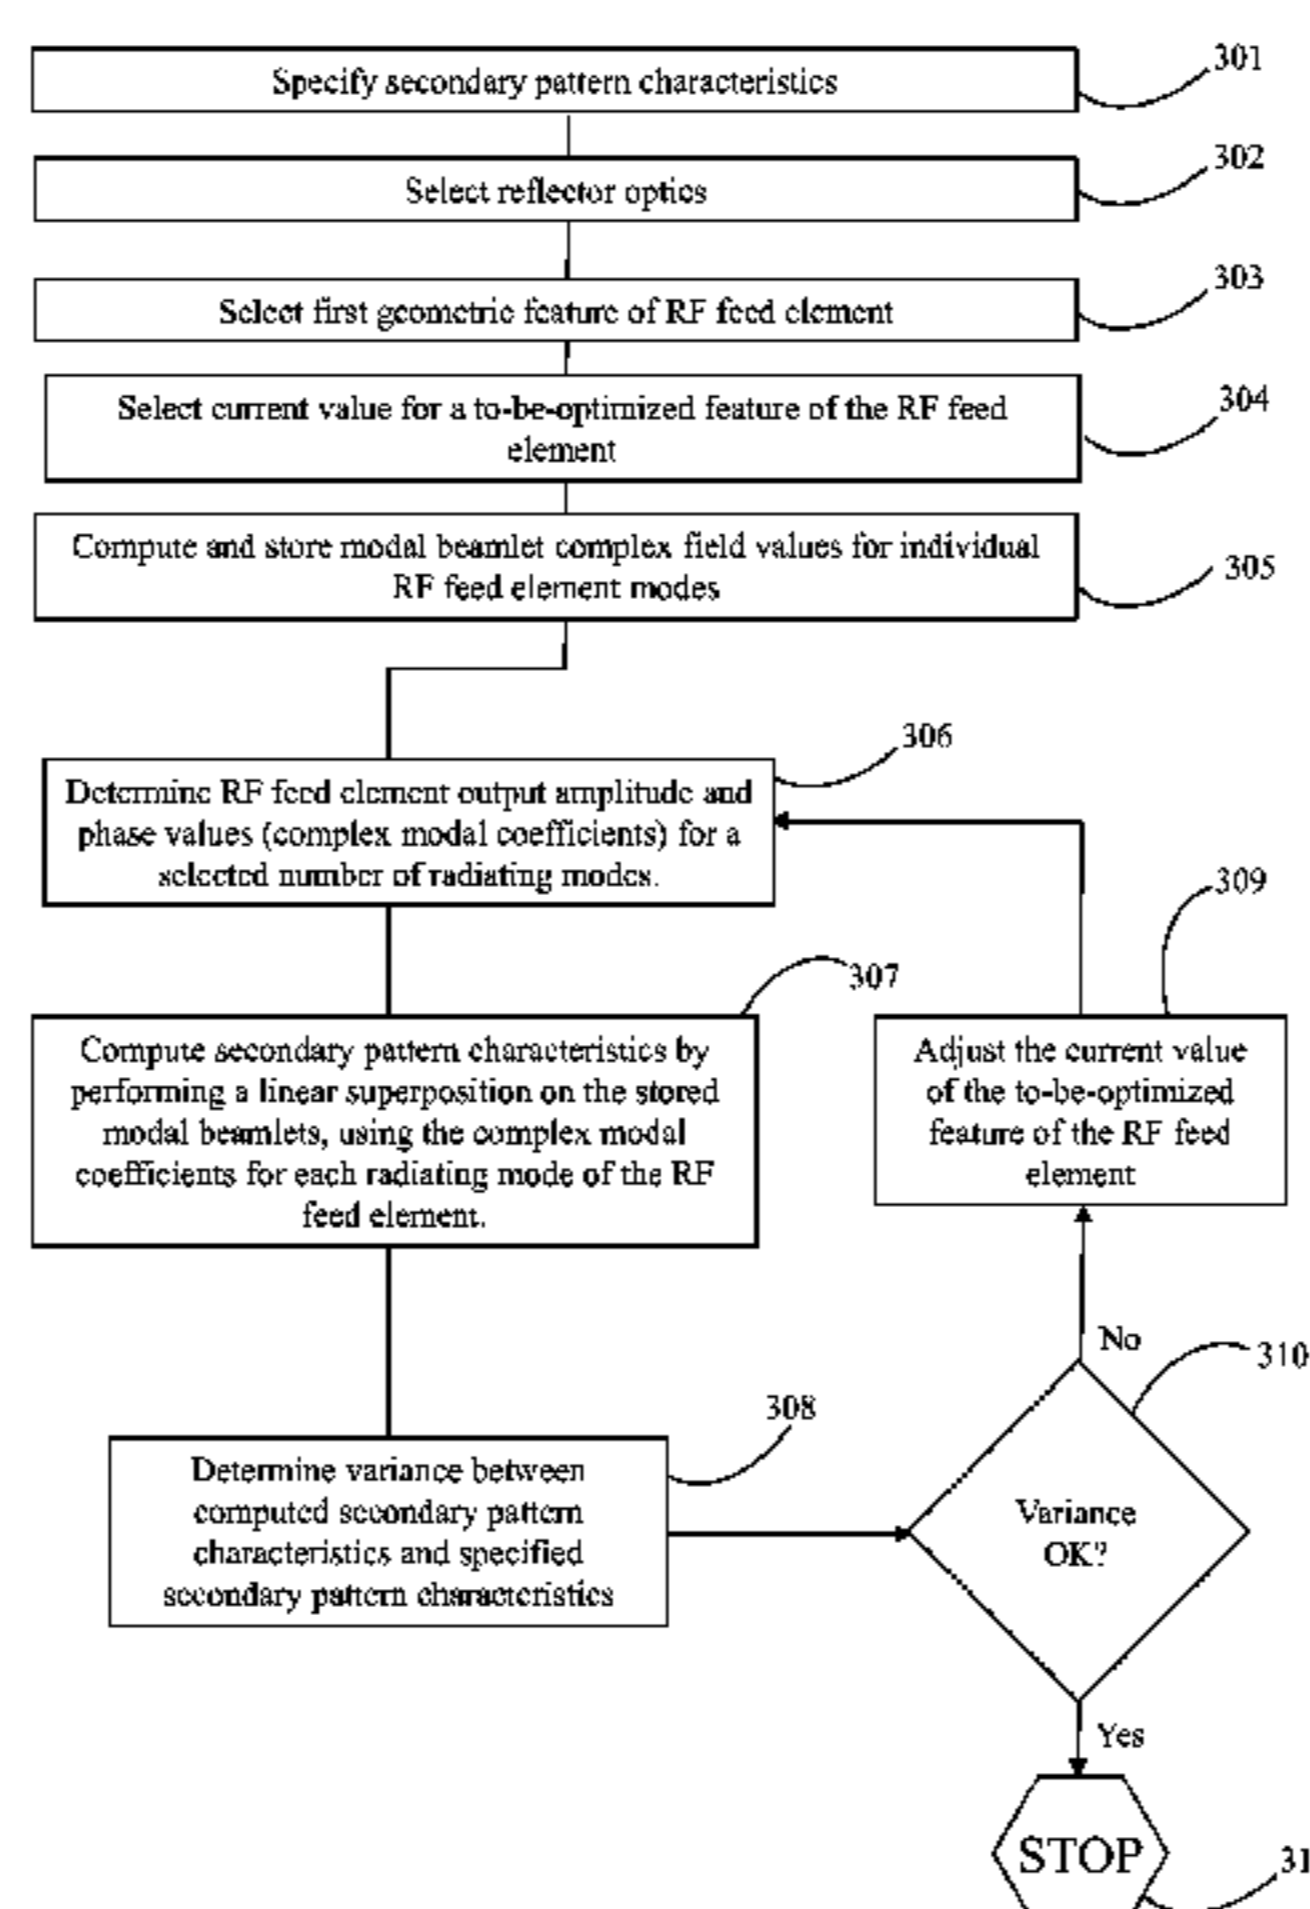 Specify secondary pattern characteristics
301
Select reflector optics
302
Select first geometric feature of RF feed element
303
Select current value for a to-be-optimized feature of the RF feed
element
304
Compute and store modal beamlet complex field values for individual
RF feed element modes
305
Determine RF feed element output amplitude and
phase values (complex modal coefficients) for a
selected number of radiating modes.
306
Compute secondary pattern characteristics by
performing a linear superposition on the stored
modal beamlets, using the complex modal
coefficients for each radiating mode of the RF
feed element.
307
Adjust the current value
of the to-be-optimized
feature of the RF feed
element
309
Determine variance between
computed secondary pattern
characteristics and specified
secondary pattern characteristics
308
No
310
Variance
OK?
Yes
STOP
31